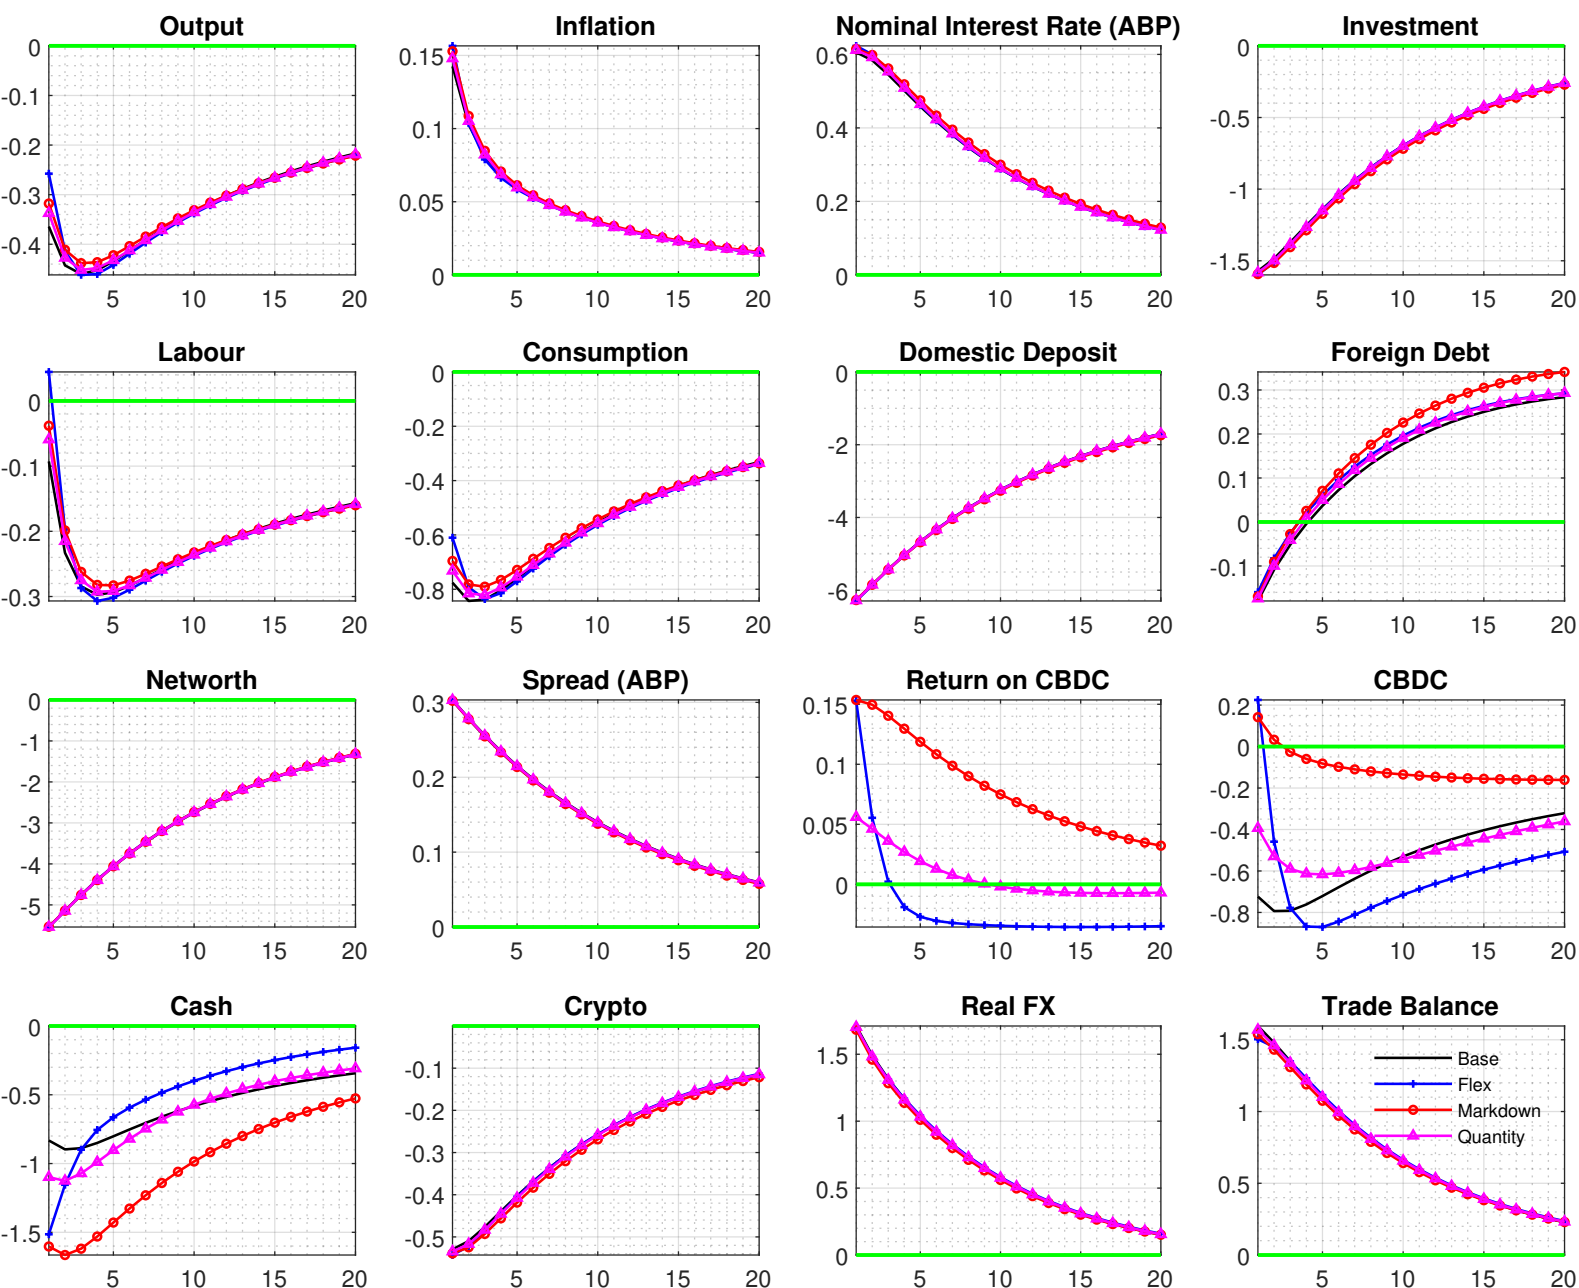 Output
Inflation
Nominal Interest Rate (ABP)
Investment
0
-0.1
-0.2
-0.3
-0.4
5 10 15 20
0.15
0.1
0.05
0
5 10 15 20
0.6
0.4
0.2
0
5 10 15 20
0
-0.5
-1
-1.5
5 10 15 20
Labour
Consumption
Domestic Deposit
Foreign Debt
0
-0.1
-0.2
-0.3
5 10 15 20
0
-0.2
-0.4
-0.6
-0.8
5 10 15 20
0
-2
-4
-6
5 10 15 20
0.3
0.2
0.1
0
-0.1
5 10 15 20
Networth
Spread (ABP)
Return on CBDC
CBDC
0
-1
-2
-3
-4
-5
5 10 15 20
0.3
0.2
0.1
0
5 10 15 20
0.15
0.1
0.05
0
5 10 15 20
0.2
0
-0.2
-0.4
-0.6
-0.8
5 10 15 20
Cash
Crypto
Real FX
Trade Balance
0
-0.5
-1
-1.5
5 10 15 20
-0.1
-0.2
-0.3
-0.4
-0.5
5 10 15 20
1.5
1
0.5
0
5 10 15 20
1.5
1
0.5
0
5 10 15 20
Base
Flex
Markdown
Quantity